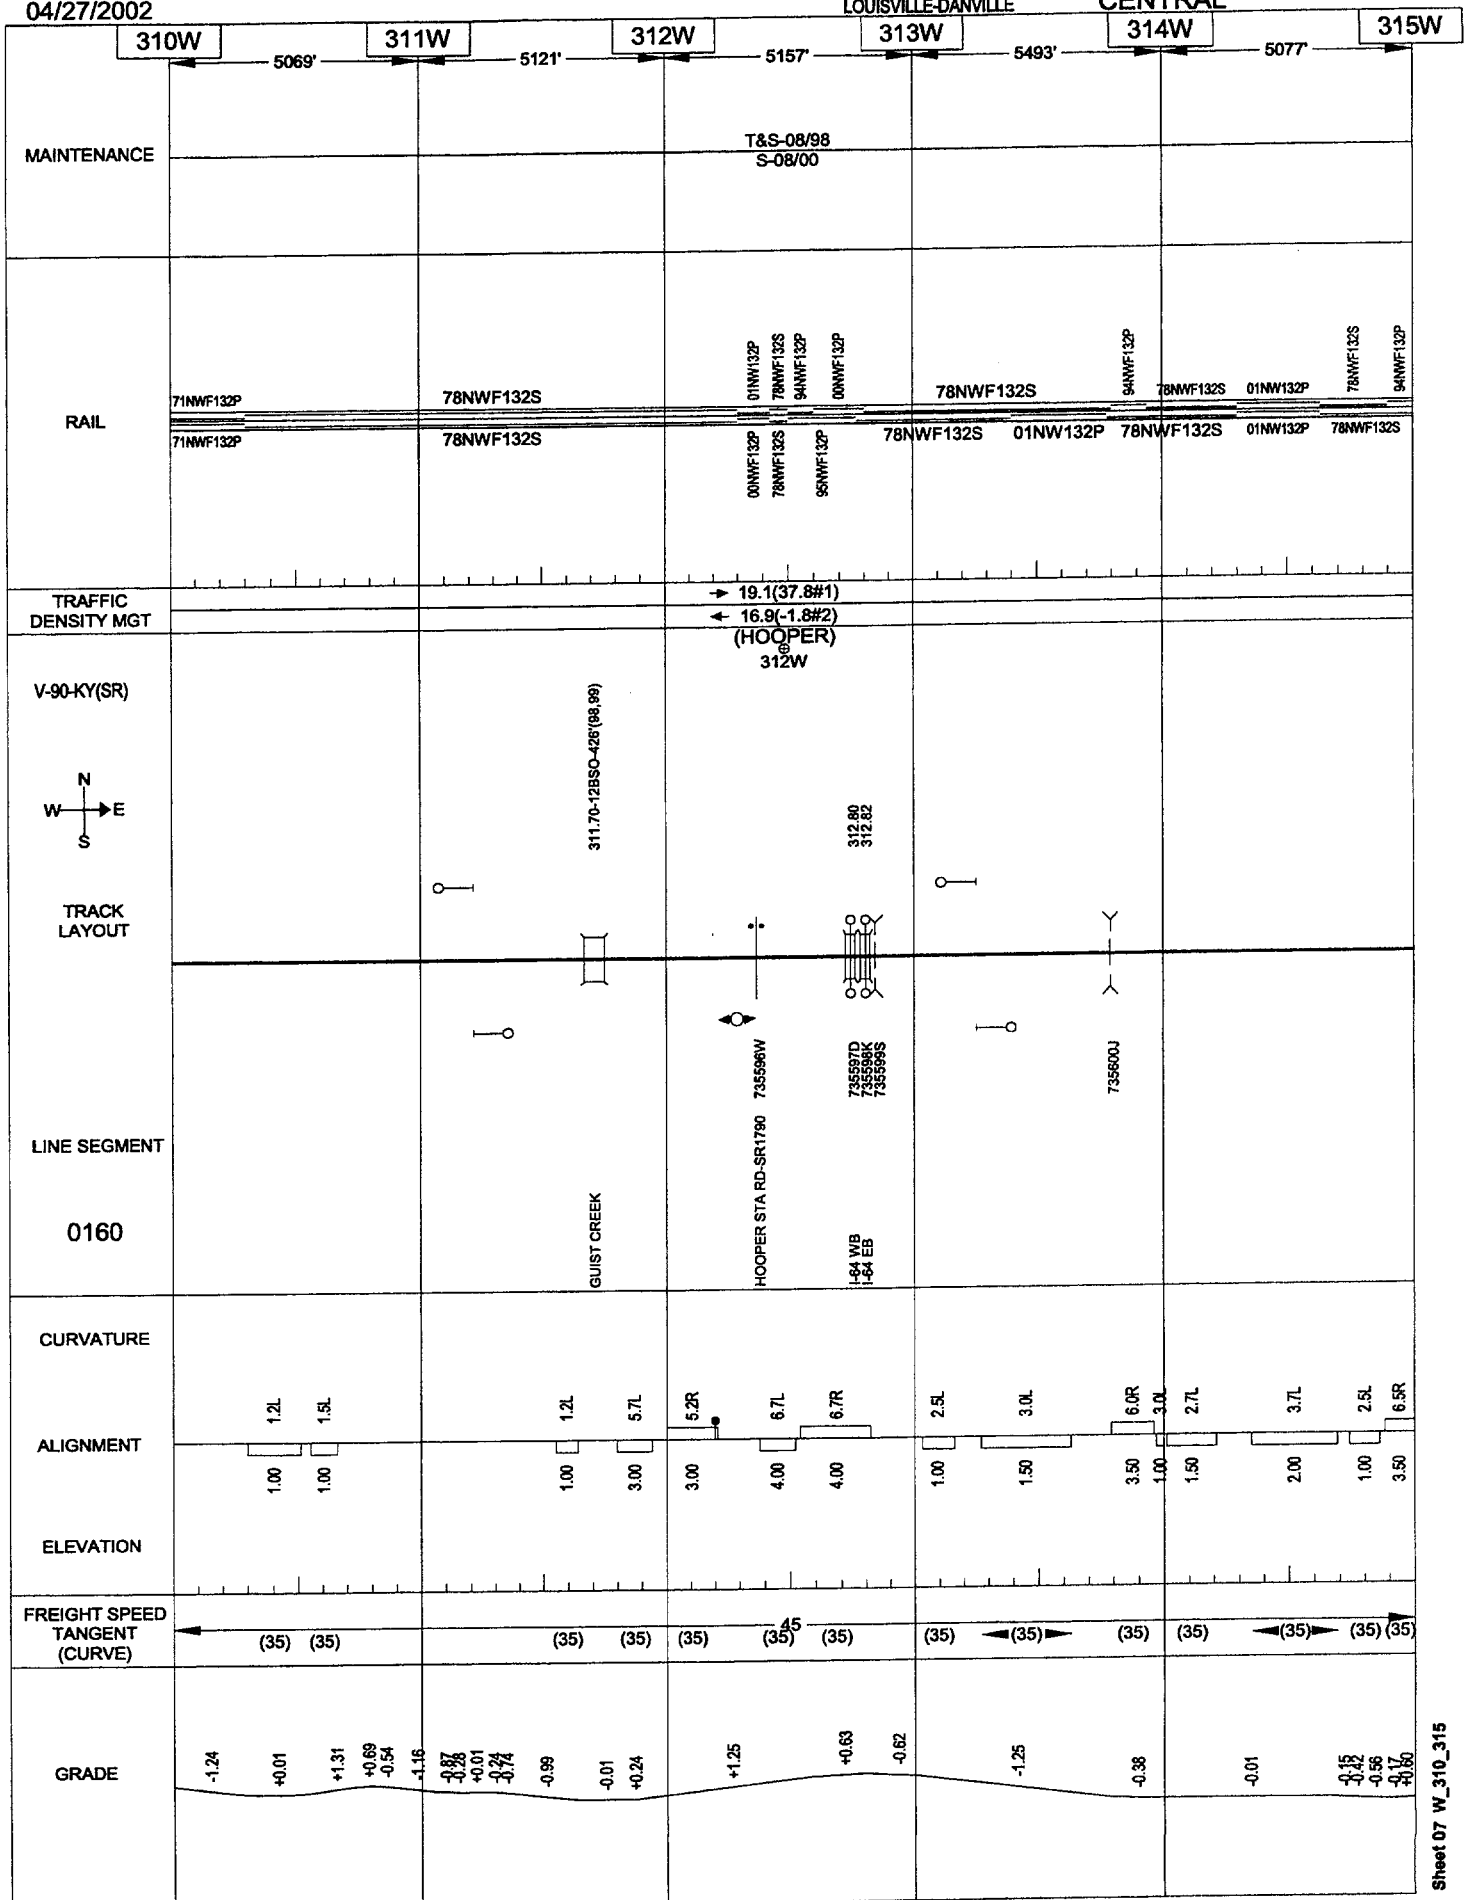 04/27/2002
LOUISVILLE-DANVILLE
CENTRAL
310W 311W 312W 313W 314W 315W
5069' 5121' 5157' 5493' 5077'
MAINTENANCE
T&S-08/98
S-08/00
RAIL
01NW132P 78NWF132S 94NWF132P 00NWF132P 94NWF132P 78NWF132S 94NWF132P
71NWF132P 78NWF132S 78NWF132S 78NWF132S 01NW132P
71NWF132P 78NWF132S 78NWF132S 01NW132P 78NWF132S 01NW132P 78NWF132S
00NWF132P 78NWF132S 95NWF132P
TRAFFIC
DENSITY MGT
19.1(37.8#1)
16.9(-1.8#2)
(HOOPER)
312W
V-90-KY(SR)
N
W E
S
311.70-12BSO-426'(98,99)
312.80
312.82
TRACK
LAYOUT
735596W
735597D
735598K
735599S
735600J
LINE SEGMENT
0160
GUIST CREEK
HOOPER STA RD-SR1790
I-64 WB
I-64 EB
CURVATURE
1.2L 1.5L 1.2L 5.7L 5.2R 6.7L 6.7R 2.5L 3.0L 6.0R 3.0L 2.7L 3.7L 2.5L 6.5R
ALIGNMENT
1.00 1.00 1.00 3.00 3.00 4.00 4.00 1.00 1.50 3.50 1.00 1.50 2.00 1.00 3.50
ELEVATION
FREIGHT SPEED
TANGENT
(CURVE)
45
(35) (35) (35) (35) (35) (35) (35) (35) (35) (35) (35) (35) (35) (35)
GRADE
-1.24 +0.01 +1.31 +0.69 -0.54 -1.16 -0.87 -0.28 +0.01 -0.24 -0.74 -0.99 -0.01 +0.24 +1.25 +0.63 -0.62 -1.25 -0.38 -0.01 -0.15 -0.42 -0.56 -0.17 +0.60
Sheet 07 W_310_315